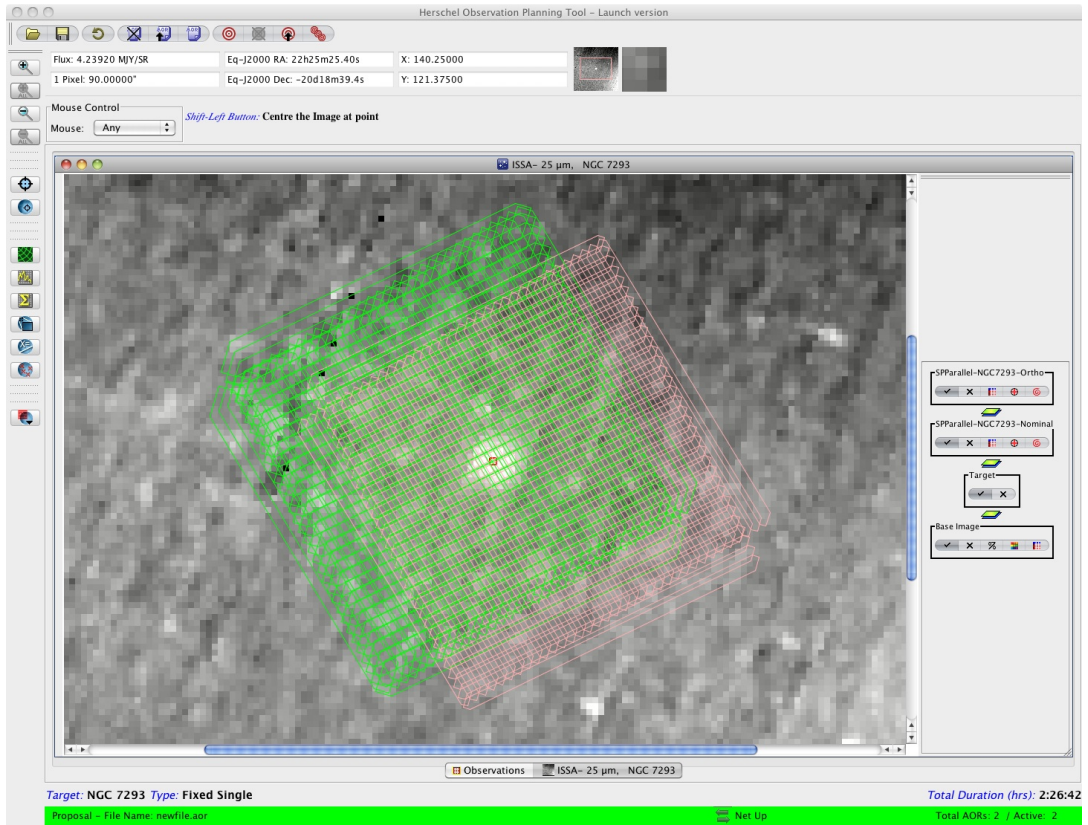 Herschel Observation Planning Tool – Launch version
Flux: 4.23920 MJY/SR
Eq-J2000 RA: 22h25m25.40s
X: 140.25000
1 Pixel: 90.00000"
Eq-J2000 Dec: -20d18m39.4s
Y: 121.37500
Mouse Control
Mouse: Any
Shift-Left Button: Centre the Image at point
ISSA- 25 µm, NGC 7293
SPParallel-NGC7293-Ortho
SPParallel-NGC7293-Nominal
Target
Base Image
Observations
ISSA- 25 µm, NGC 7293
Target: NGC 7293 Type: Fixed Single
Total Duration (hrs): 2:26:42
Proposal – File Name: newfile.aor
Net Up
Total AORs: 2 / Active: 2